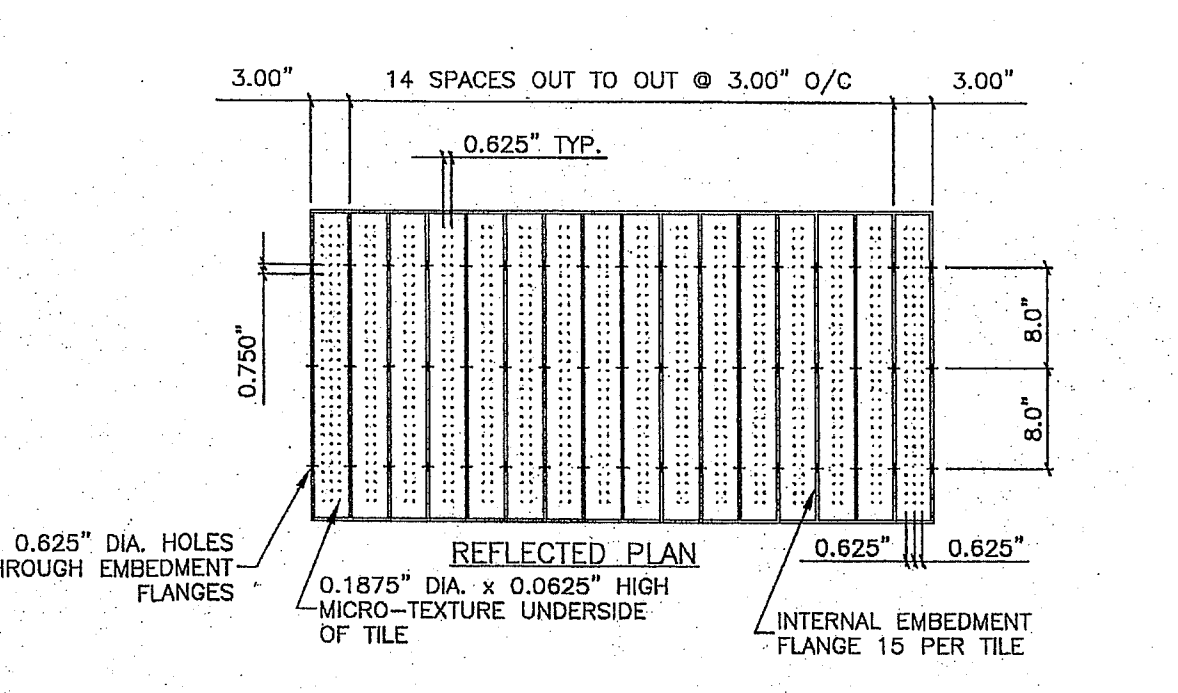 3.00"
14 SPACES OUT TO OUT @ 3.00" O/C
3.00"
0.625" TYP.
0.750"
8.0"
8.0"
0.625" DIA. HOLES
HROUGH EMBEDMENT
FLANGES
REFLECTED PLAN
0.1875" DIA. x 0.0625" HIGH
MICRO-TEXTURE UNDERSIDE
OF TILE
0.625"
0.625"
INTERNAL EMBEDMENT
FLANGE 15 PER TILE